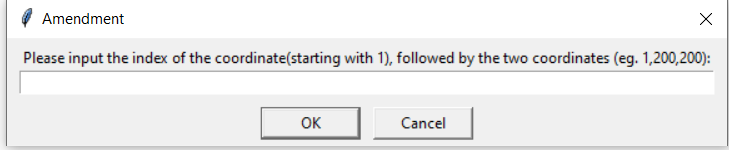 Amendment
Please input the index of the coordinate(starting with 1), followed by the two coordinates (eg. 1,200,200):
OK
Cancel